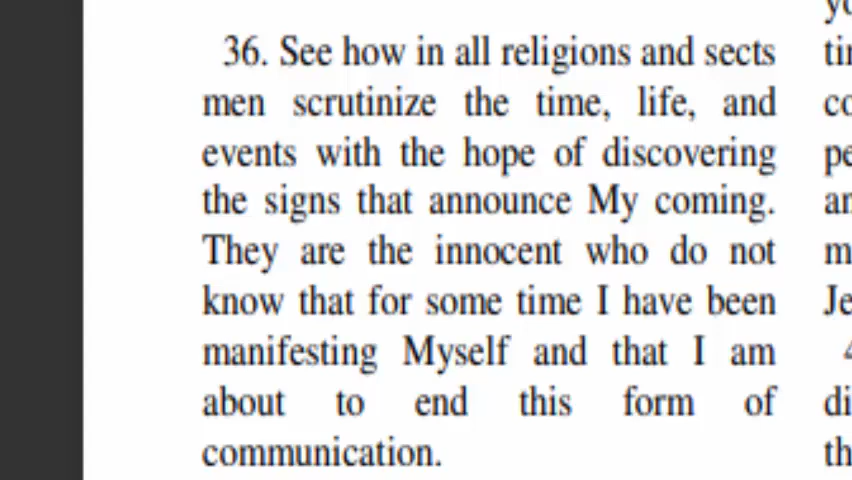 36. See how in all religions and sects
men scrutinize the time, life, and
events with the hope of discovering
the signs that announce My coming.
They are the innocent who do not
know that for some time I have been
manifesting Myself and that I am
about to end this form of
communication.